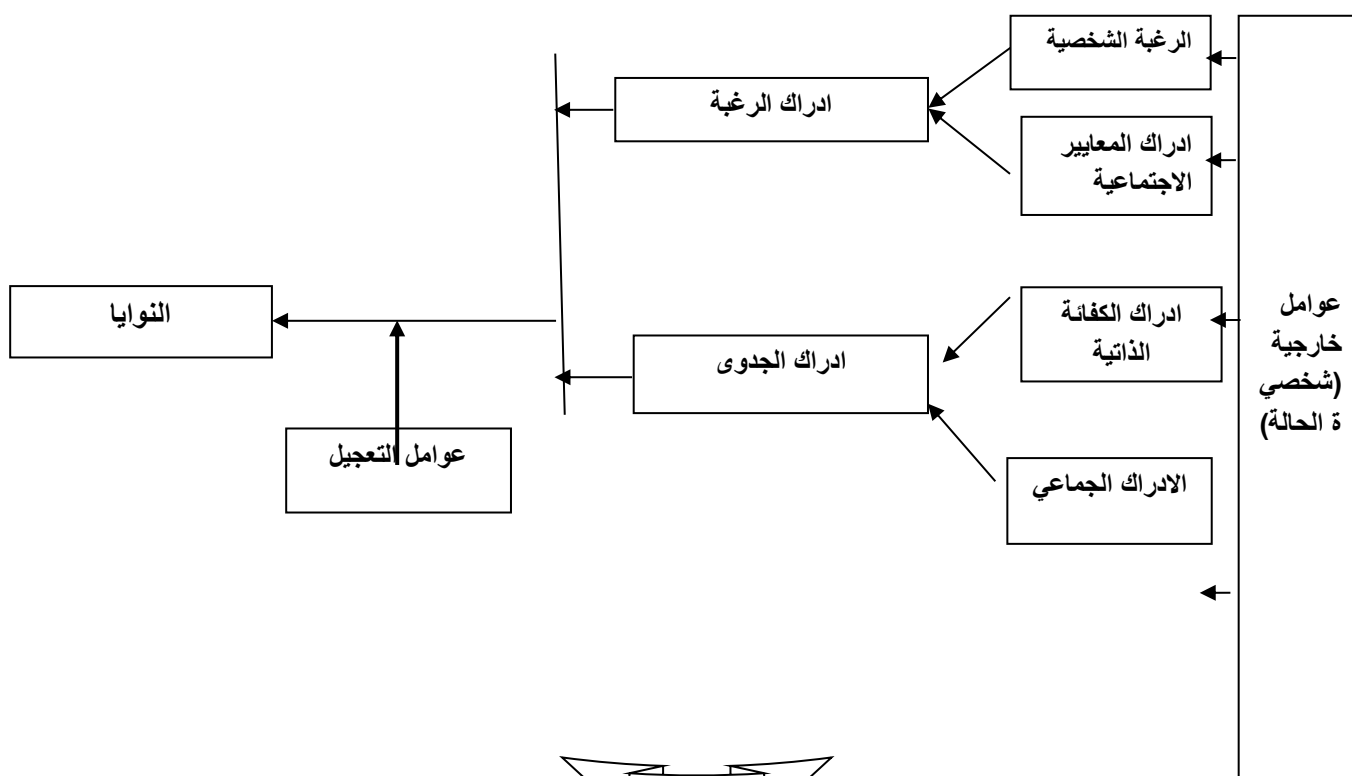 الرغبة الشخصية
ادراك الرغبة
ادراك المعايير
الاجتماعية
عوامل
خارجية
(شخصي
ة الحالة)
ادراك الكفائة
الذاتية
النوايا
ادراك الجدوى
عوامل التعجيل
الادراك الجماعي